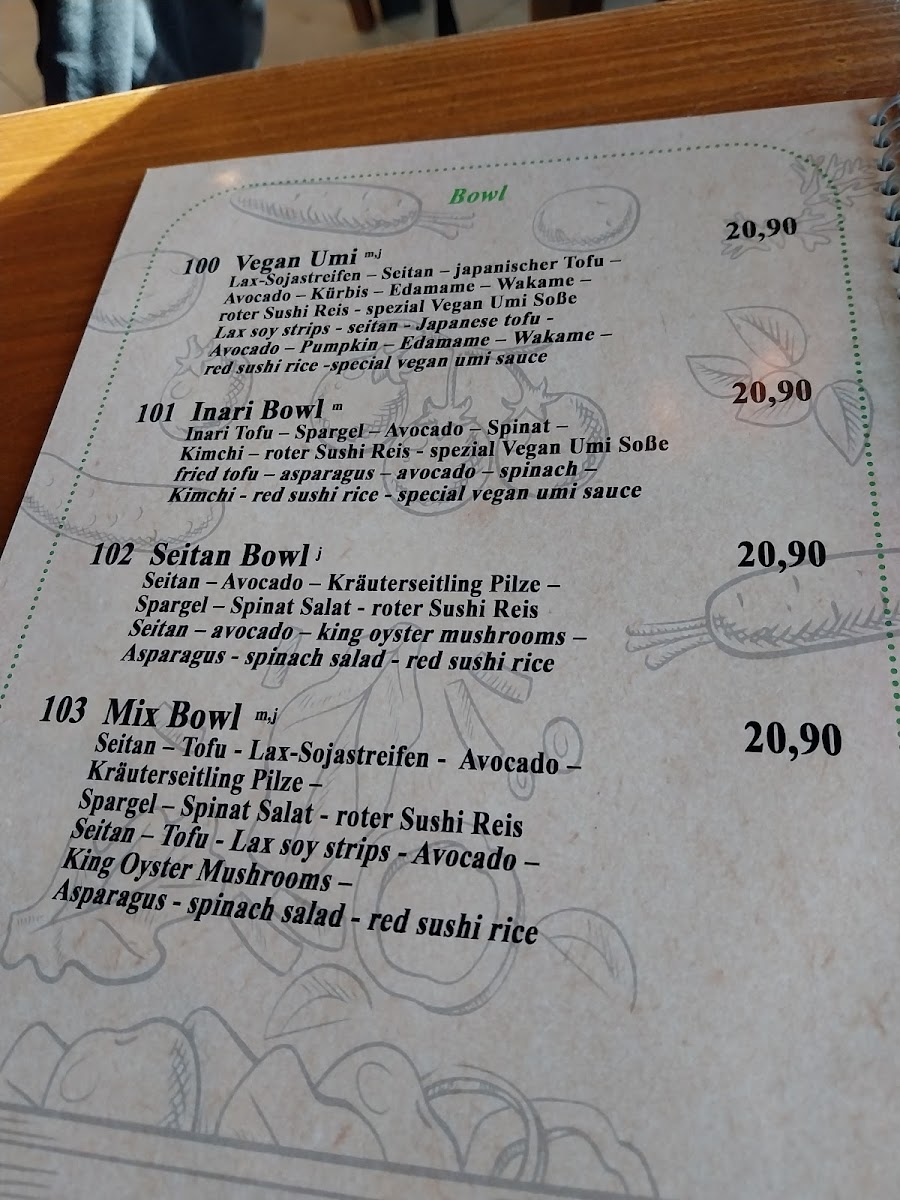 Bowl
100 Vegan Umi m,j 20,90
Lax-Sojastreifen – Seitan – japanischer Tofu –
Avocado – Kürbis – Edamame – Wakame –
roter Sushi Reis - spezial Vegan Umi Soße
Lax soy strips - seitan - Japanese tofu -
Avocado – Pumpkin – Edamame – Wakame –
red sushi rice -special vegan umi sauce
101 Inari Bowl m 20,90
Inari Tofu – Spargel – Avocado – Spinat –
Kimchi – roter Sushi Reis - spezial Vegan Umi Soße
fried tofu – asparagus – avocado – spinach –
Kimchi - red sushi rice - special vegan umi sauce
102 Seitan Bowl j 20,90
Seitan – Avocado – Kräuterseitling Pilze –
Spargel – Spinat Salat - roter Sushi Reis
Seitan – avocado – king oyster mushrooms –
Asparagus - spinach salad - red sushi rice
103 Mix Bowl m,j 20,90
Seitan – Tofu - Lax-Sojastreifen - Avocado –
Kräuterseitling Pilze –
Spargel – Spinat Salat - roter Sushi Reis
Seitan – Tofu - Lax soy strips - Avocado –
King Oyster Mushrooms –
Asparagus - spinach salad - red sushi rice